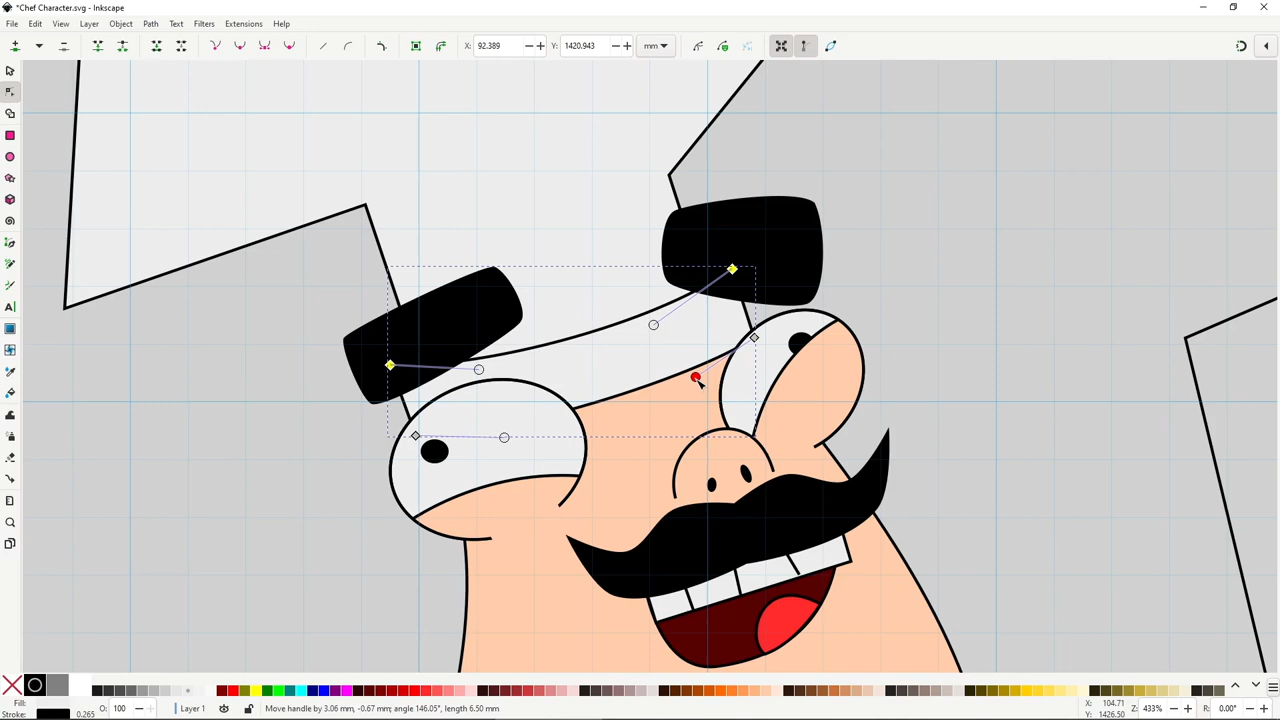 *Chef Character.svg - Inkscape
File Edit View Layer Object Path Text Filters Extensions Help
X: 92.389 Y: 1420.943 mm
Fill:
Stroke: 0.265 O: 100 Layer 1 Move handle by 3.06 mm, -0.67 mm; angle 146.05°, length 6.50 mm X: 104.71 Y: 1426.50 Z: 433% R: 0.00°